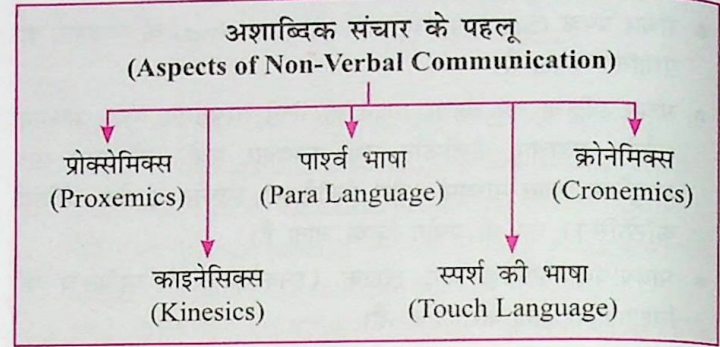 अशाब्दिक संचार के पहलू
(Aspects of Non-Verbal Communication)
प्रोक्सेमिक्स
(Proxemics)
पार्श्व भाषा
(Para Language)
क्रोनेमिक्स
(Cronemics)
काइनेसिक्स
(Kinesics)
स्पर्श की भाषा
(Touch Language)